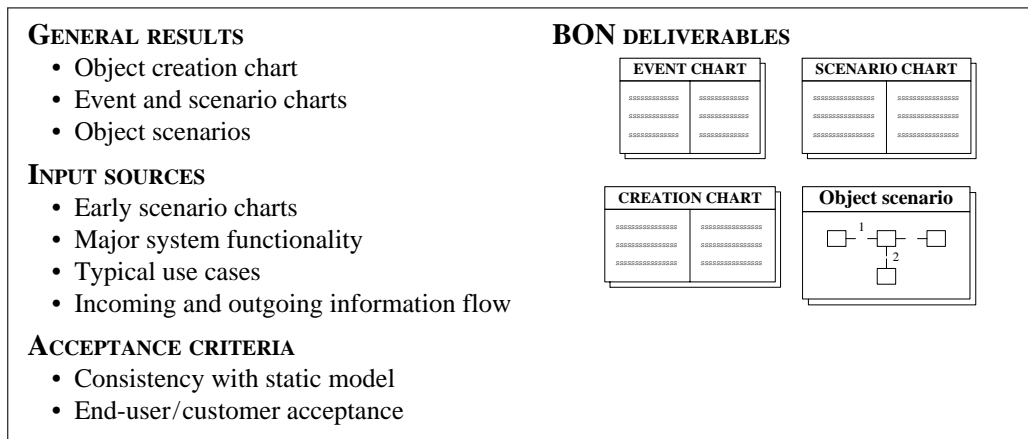 GENERAL RESULTS
• Object creation chart
• Event and scenario charts
• Object scenarios
INPUT SOURCES
• Early scenario charts
• Major system functionality
• Typical use cases
• Incoming and outgoing information flow
ACCEPTANCE CRITERIA
• Consistency with static model
• End-user/customer acceptance
BON DELIVERABLES
EVENT CHART
SCENARIO CHART
CREATION CHART
Object scenario
1
2